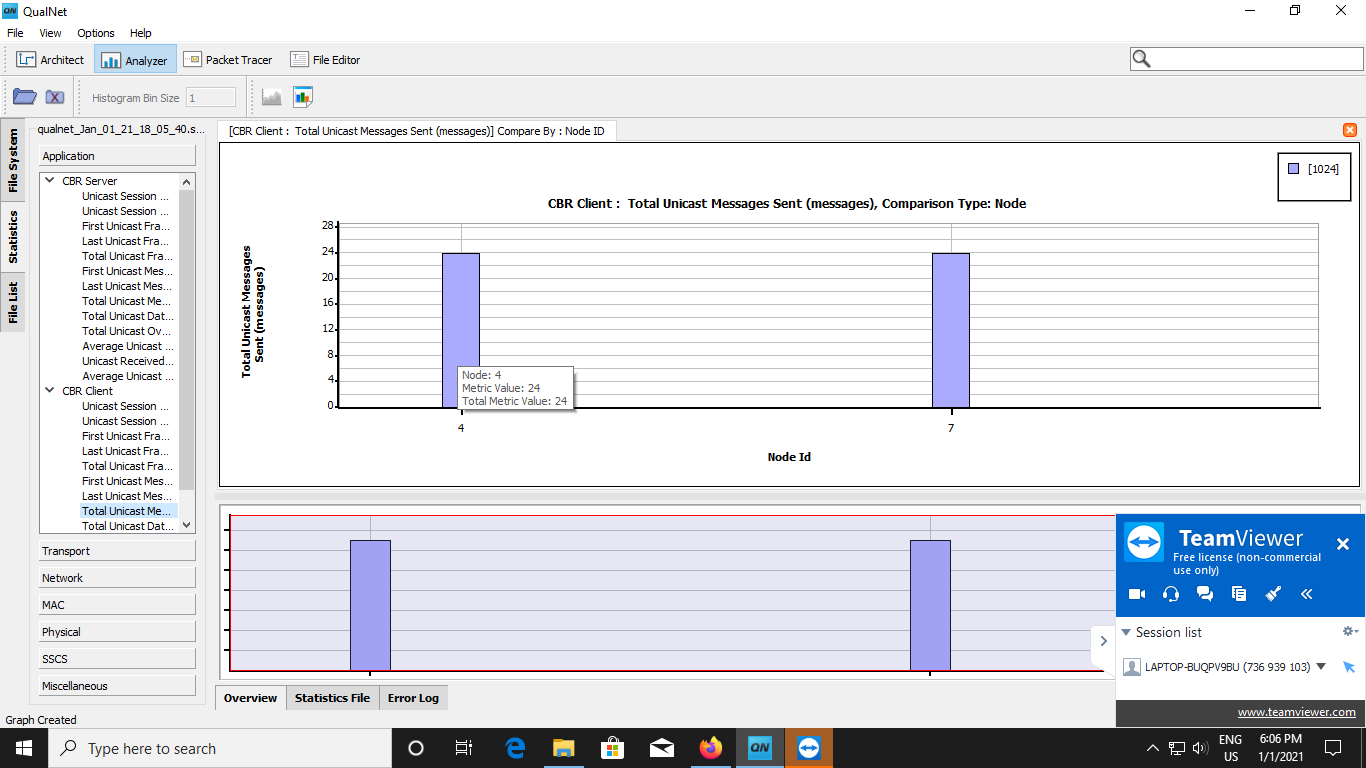 QN QualNet
File View Options Help
Architect Analyzer Packet Tracer File Editor
Histogram Bin Size 1
File System
Statistics
File List
qualnet_Jan_01_21_18_05_40.s...
Application
CBR Server
Unicast Session ...
Unicast Session ...
First Unicast Fra...
Last Unicast Fra...
Total Unicast Fra...
First Unicast Mes...
Last Unicast Mes...
Total Unicast Me...
Total Unicast Dat...
Total Unicast Ov...
Average Unicast ...
Unicast Received...
Average Unicast ...
CBR Client
Unicast Session ...
Unicast Session ...
First Unicast Fra...
Last Unicast Fra...
Total Unicast Fra...
First Unicast Mes...
Last Unicast Mes...
Total Unicast Me...
Total Unicast Dat...
Transport
Network
MAC
Physical
SSCS
Miscellaneous
Graph Created
[CBR Client : Total Unicast Messages Sent (messages)] Compare By : Node ID
[1024]
CBR Client : Total Unicast Messages Sent (messages), Comparison Type: Node
Total Unicast Messages
Sent (messages)
28
24
20
16
12
8
4
0
Node: 4
Metric Value: 24
Total Metric Value: 24
4 7
Node Id
Overview Statistics File Error Log
TeamViewer
Free license (non-commercial
use only)
Session list
LAPTOP-BUQPV9BU (736 939 103)
www.teamviewer.com
Type here to search
QN
ENG
US
6:06 PM
1/1/2021